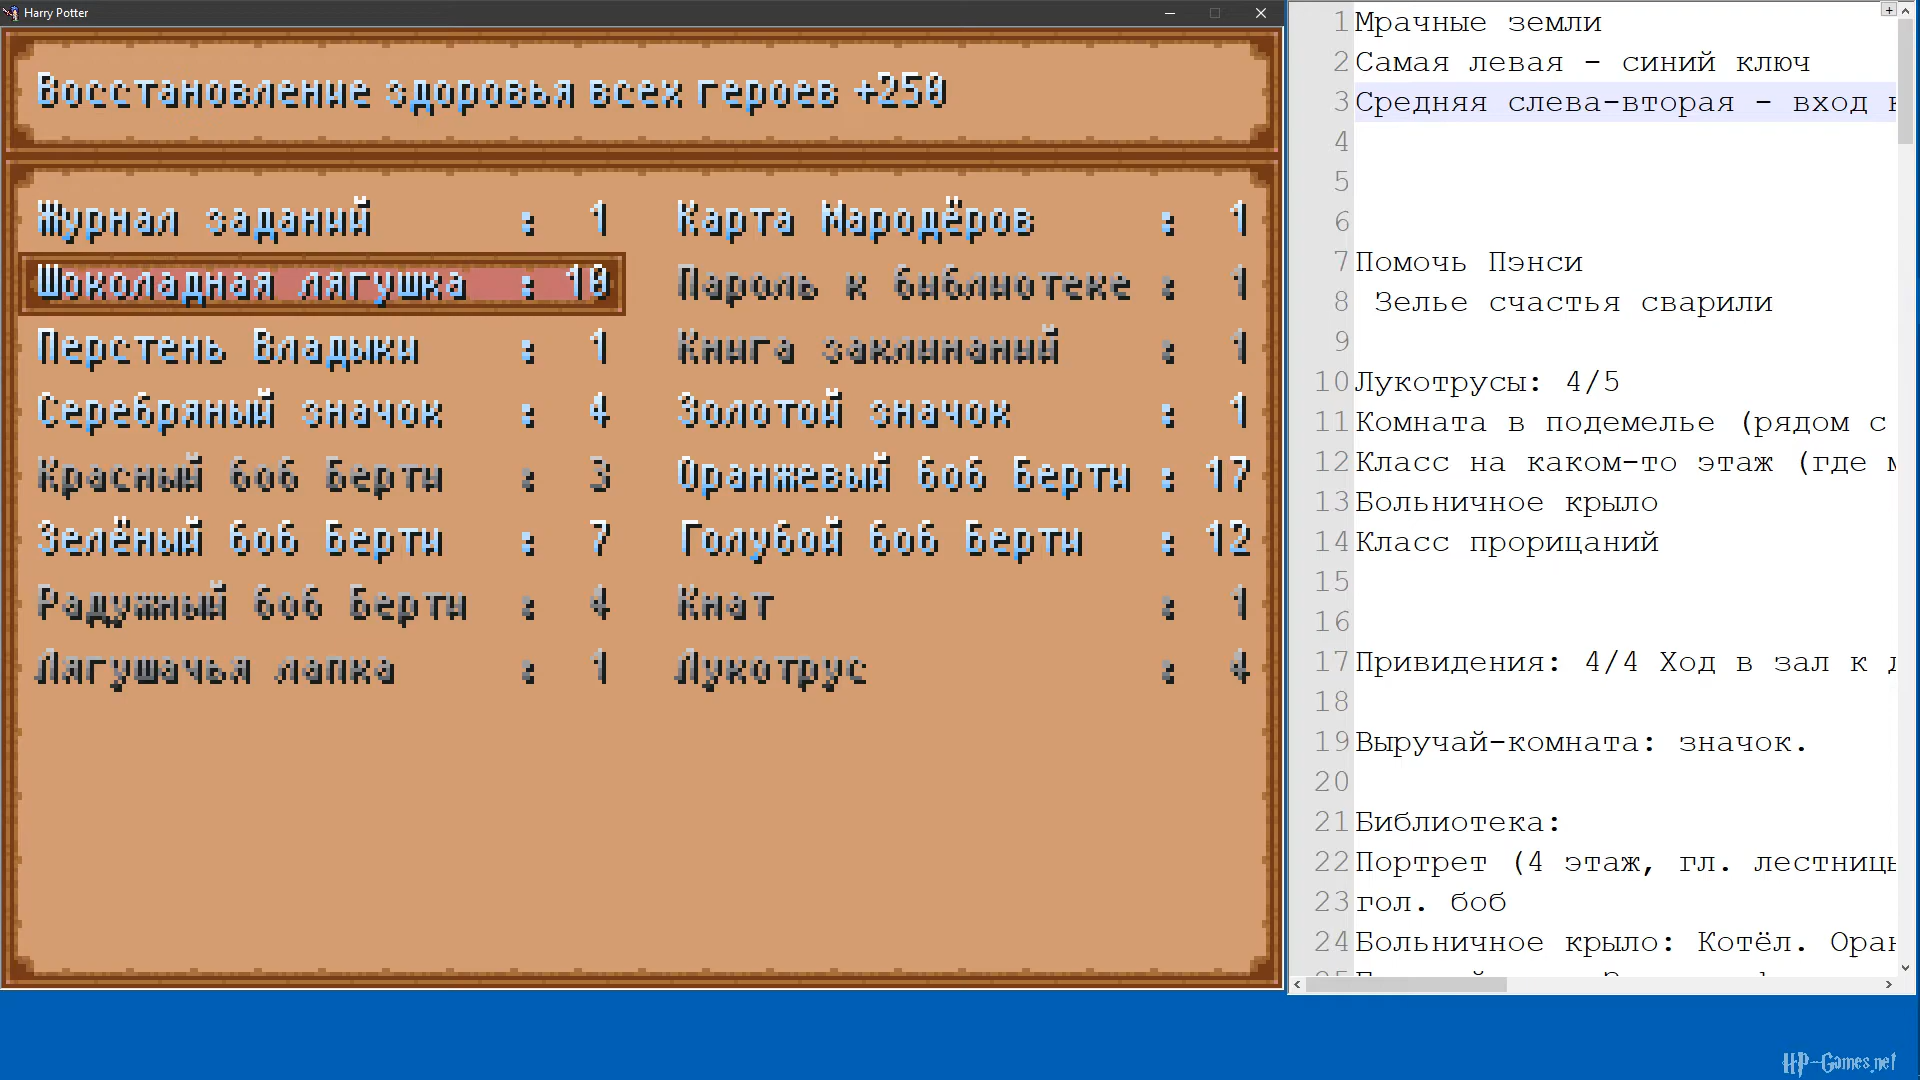 Harry Potter
Восстановление здоровья всех героев +250
Журнал заданий : 1
Карта Мародёров : 1
Шоколадная лягушка : 10
Пароль к библиотеке : 1
Перстень Владыки : 1
Книга заклинаний : 1
Серебряный значок : 4
Золотой значок : 1
Красный боб Берти : 3
Оранжевый боб Берти : 17
Зелёный боб Берти : 7
Голубой боб Берти : 12
Радужный боб Берти : 4
Кнат : 1
Лягушачья лапка : 1
Лукотрус : 4
1 Мрачные земли
2 Самая левая - синий ключ
3 Средняя слева-вторая - вход
4
5
6
7 Помочь Пэнси
8 Зелье счастья сварили
9
10 Лукотрусы: 4/5
11 Комната в подемелье (рядом с
12 Класс на каком-то этаж (где
13 Больничное крыло
14 Класс прорицаний
15
16
17 Привидения: 4/4 Ход в зал к
18
19 Выручай-комната: значок.
20
21 Библиотека:
22 Портрет (4 этаж, гл. лестницы
23 гол. боб
24 Больничное крыло: Котёл.
HP-Games.net